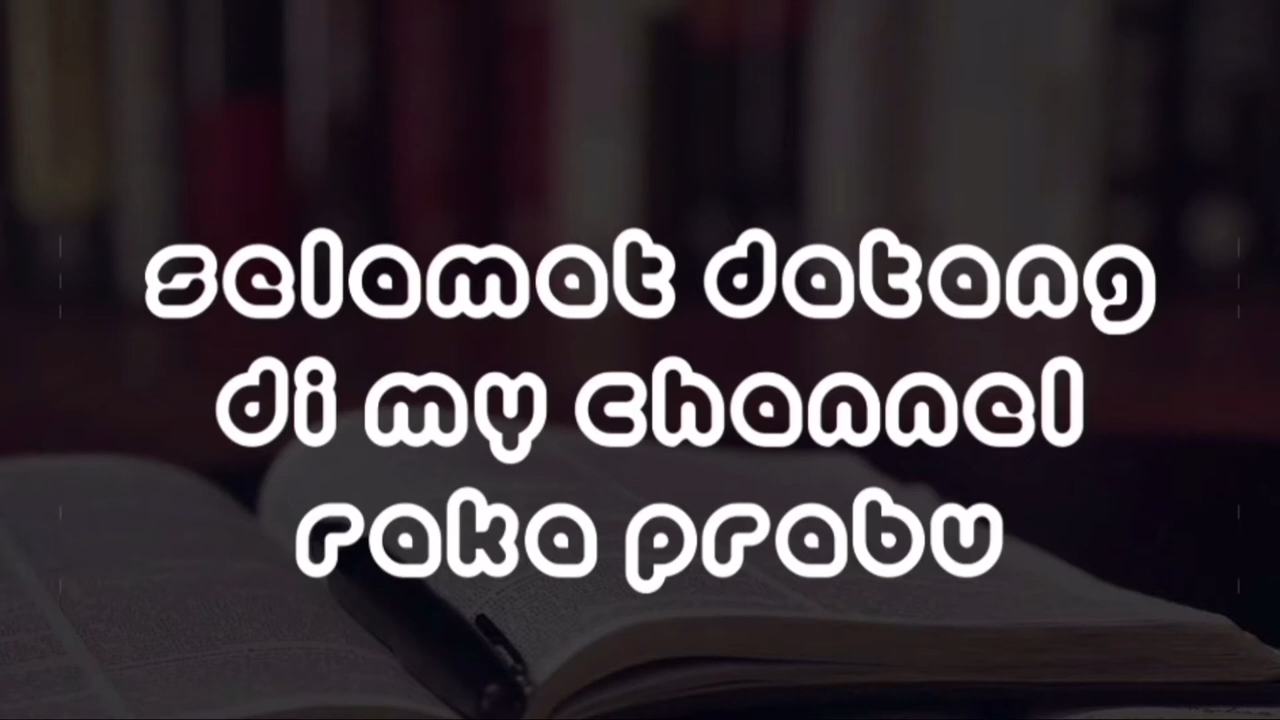 selamat datang
di my channel
raka prabu